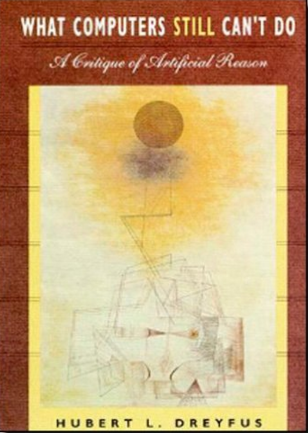 WHAT COMPUTERS STILL CAN'T DO
A Critique of Artificial Reason
HUBERT L. DREYFUS